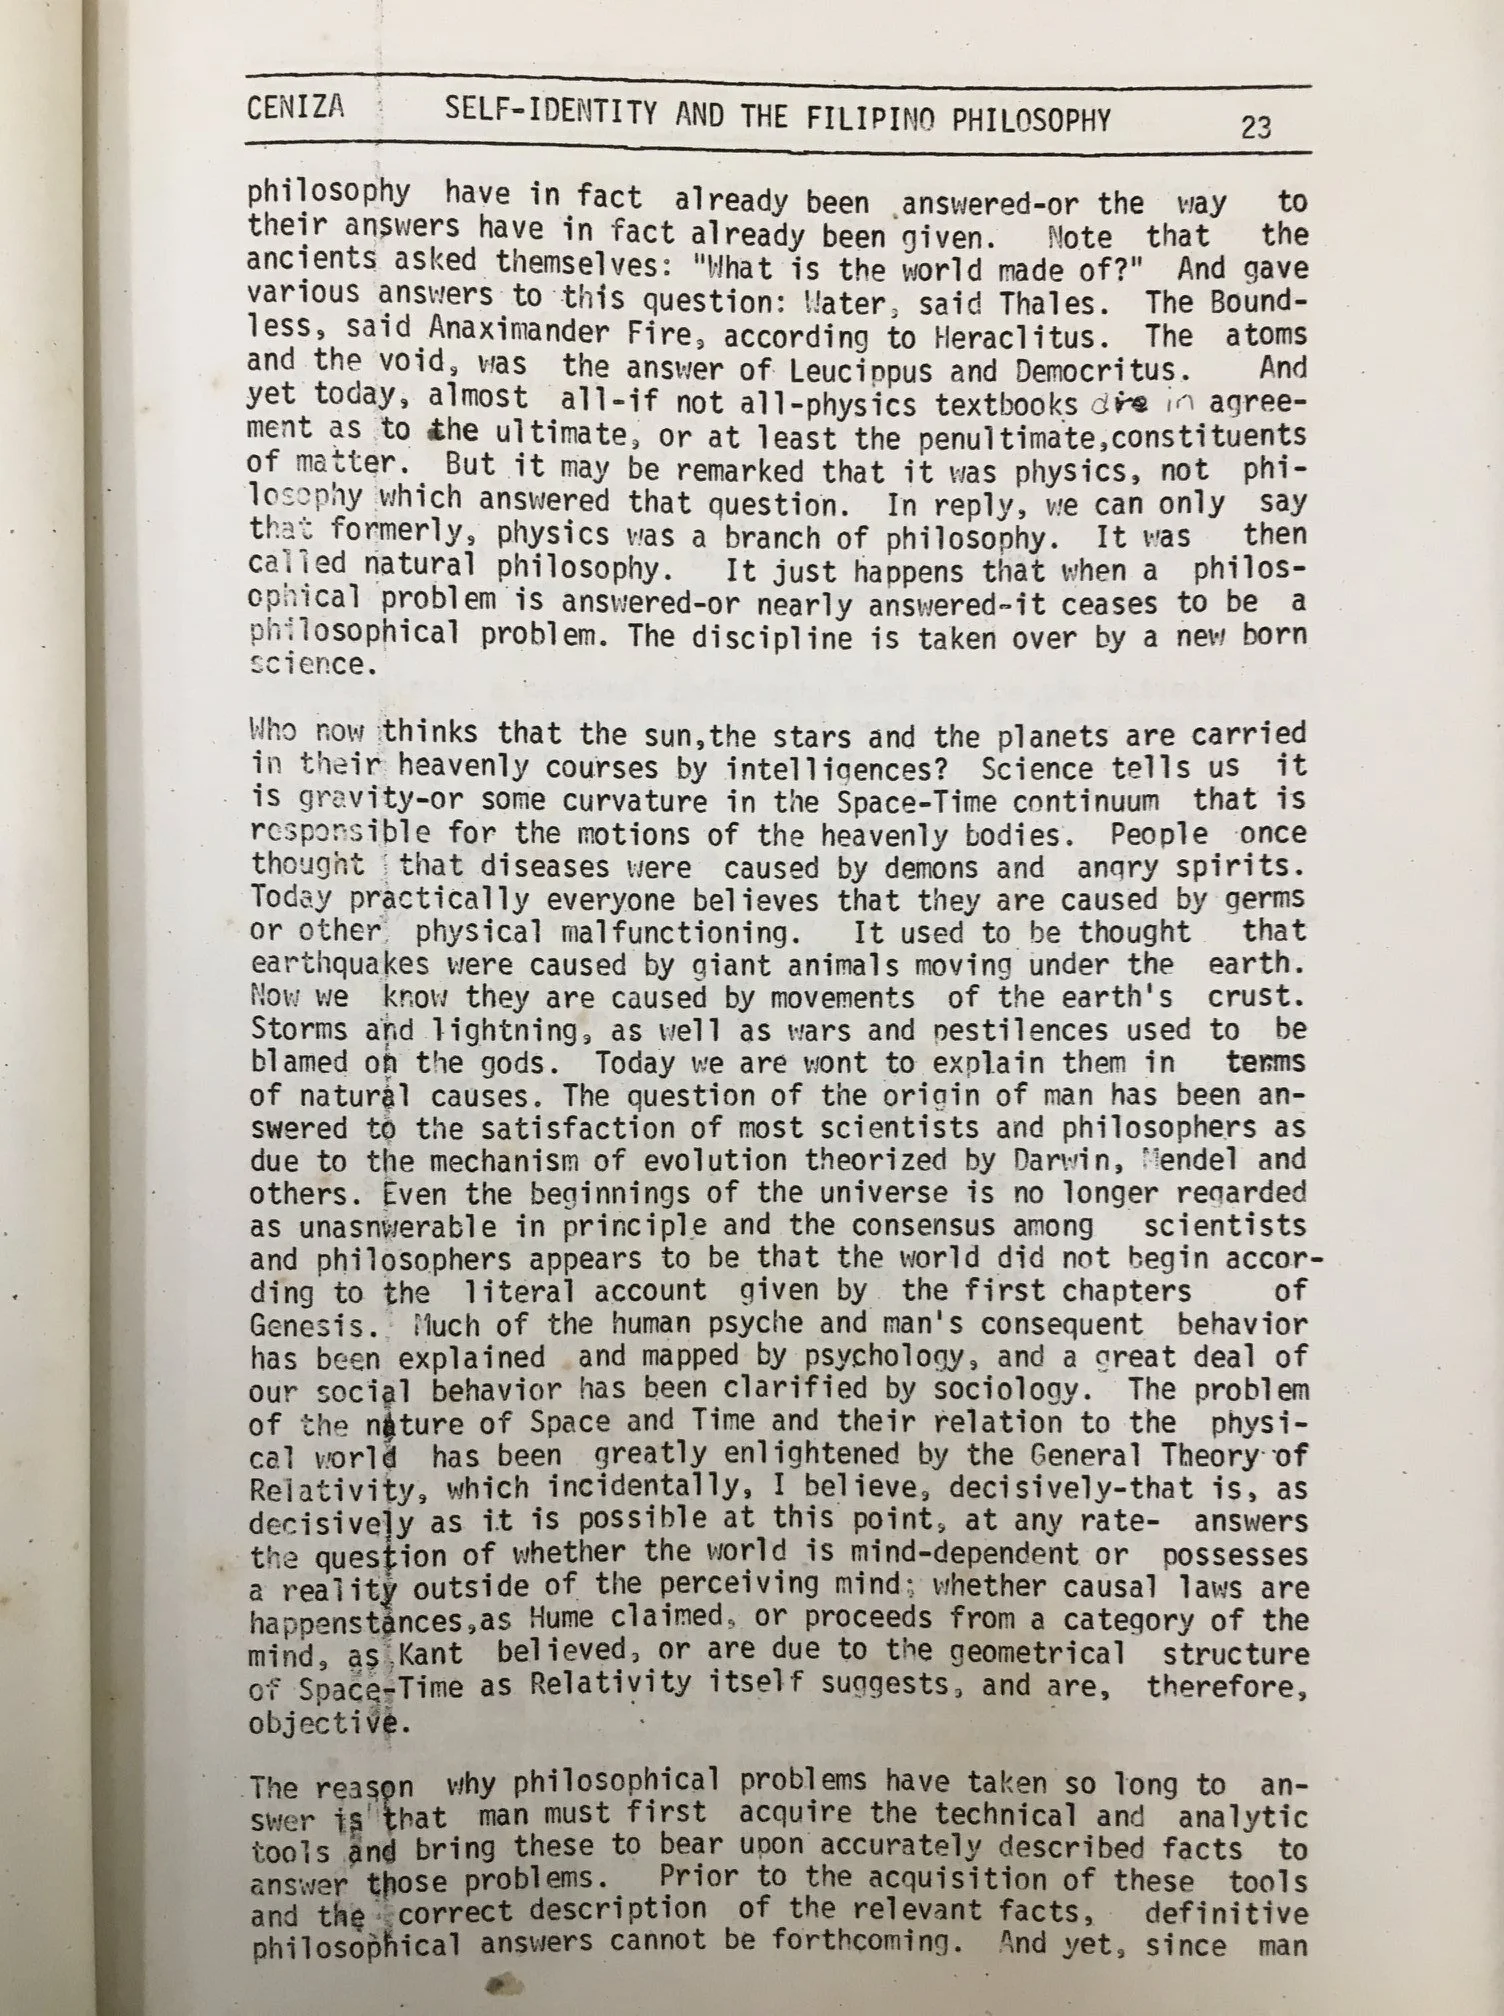 CENIZA SELF-IDENTITY AND THE FILIPINO PHILOSOPHY 23
philosophy have in fact already been answered-or the way to
their answers have in fact already been given. Note that the
ancients asked themselves: "What is the world made of?" And gave
various answers to this question: Water, said Thales. The Bound-
less, said Anaximander Fire, according to Heraclitus. The atoms
and the void, was the answer of Leucippus and Democritus. And
yet today, almost all-if not all-physics textbooks are in agree-
ment as to the ultimate, or at least the penultimate,constituents
of matter. But it may be remarked that it was physics, not phi-
losophy which answered that question. In reply, we can only say
that formerly, physics was a branch of philosophy. It was then
called natural philosophy. It just happens that when a philos-
ophical problem is answered-or nearly answered-it ceases to be a
philosophical problem. The discipline is taken over by a new born
science.
Who now thinks that the sun,the stars and the planets are carried
in their heavenly courses by intelligences? Science tells us it
is gravity-or some curvature in the Space-Time continuum that is
responsible for the motions of the heavenly bodies. People once
thought that diseases were caused by demons and angry spirits.
Today practically everyone believes that they are caused by germs
or other physical malfunctioning. It used to be thought that
earthquakes were caused by giant animals moving under the earth.
Now we know they are caused by movements of the earth's crust.
Storms and lightning, as well as wars and pestilences used to be
blamed on the gods. Today we are wont to explain them in terms
of natural causes. The question of the origin of man has been an-
swered to the satisfaction of most scientists and philosophers as
due to the mechanism of evolution theorized by Darwin, Mendel and
others. Even the beginnings of the universe is no longer regarded
as unasnwerable in principle and the consensus among scientists
and philosophers appears to be that the world did not begin accor-
ding to the literal account given by the first chapters of
Genesis. Much of the human psyche and man's consequent behavior
has been explained and mapped by psychology, and a great deal of
our social behavior has been clarified by sociology. The problem
of the nature of Space and Time and their relation to the physi-
cal world has been greatly enlightened by the General Theory of
Relativity, which incidentally, I believe, decisively-that is, as
decisively as it is possible at this point, at any rate- answers
the question of whether the world is mind-dependent or possesses
a reality outside of the perceiving mind; whether causal laws are
happenstances,as Hume claimed, or proceeds from a category of the
mind, as Kant believed, or are due to the geometrical structure
of Space-Time as Relativity itself suggests, and are, therefore,
objective.
The reason why philosophical problems have taken so long to an-
swer is that man must first acquire the technical and analytic
tools and bring these to bear upon accurately described facts to
answer those problems. Prior to the acquisition of these tools
and the correct description of the relevant facts, definitive
philosophical answers cannot be forthcoming. And yet, since man